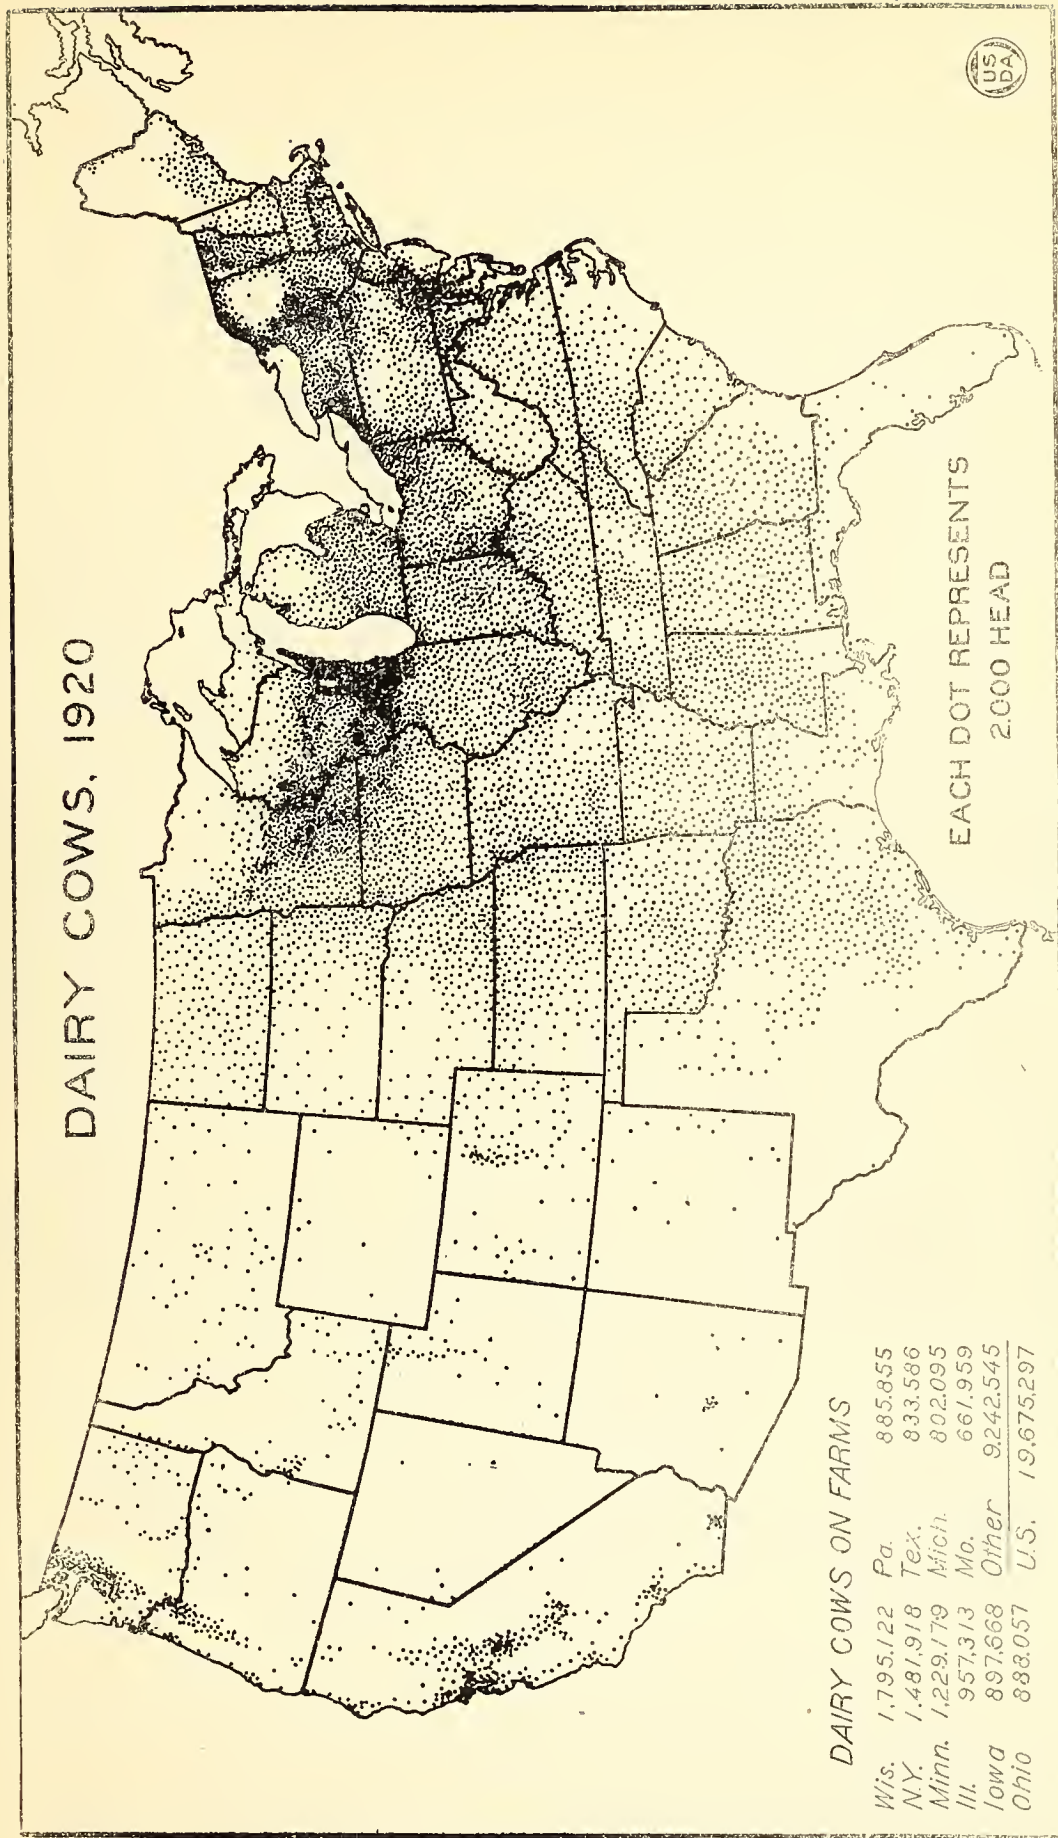 DAIRY COWS, 1920
US
DA
EACH DOT REPRESENTS
2.000 HEAD
DAIRY COWS ON FARMS
Wis. 1,795,122 Pa. 885.855
N.Y. 1.481,918 Tex. 833.586
Minn. 1,229,179 Mich. 802.095
Ill. 957,313 Mo. 661.959
Iowa 897,668 Other 9.242.545
Ohio 888.057 U.S. 19.675,297